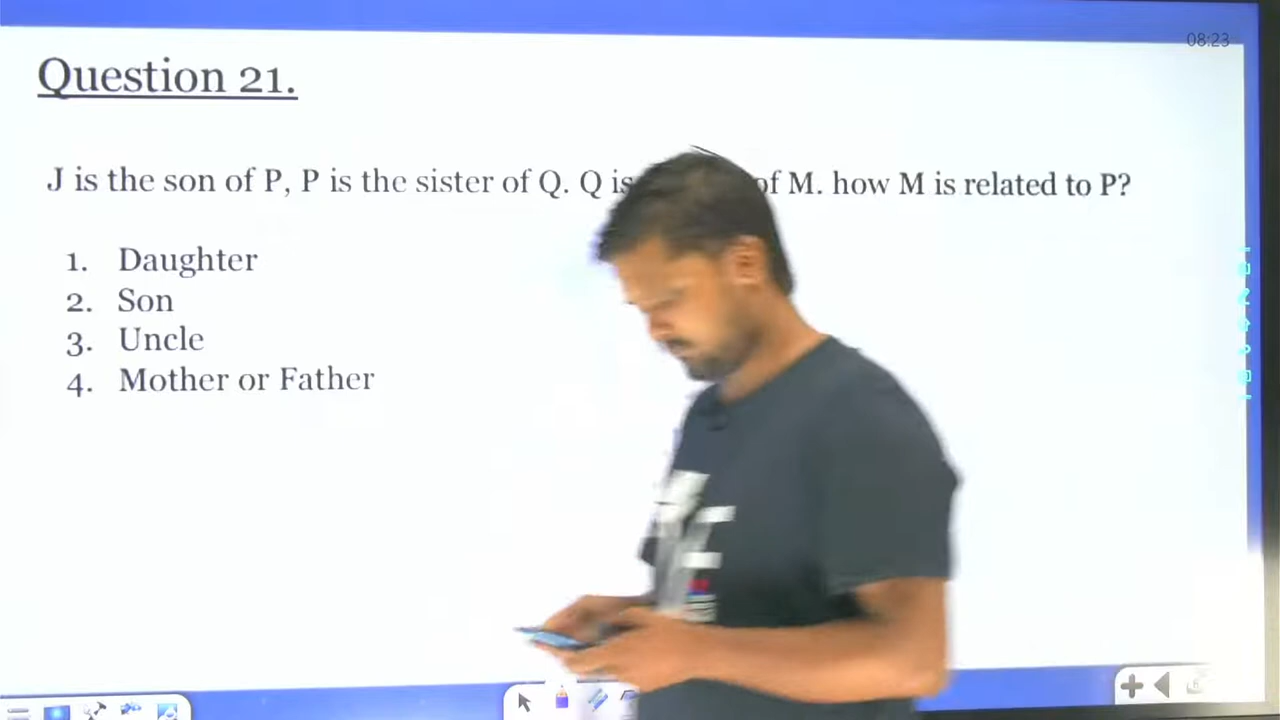 08:23
Question 21.
J is the son of P, P is the sister of Q. Q is of M. how M is related to P?
1. Daughter
2. Son
3. Uncle
4. Mother or Father